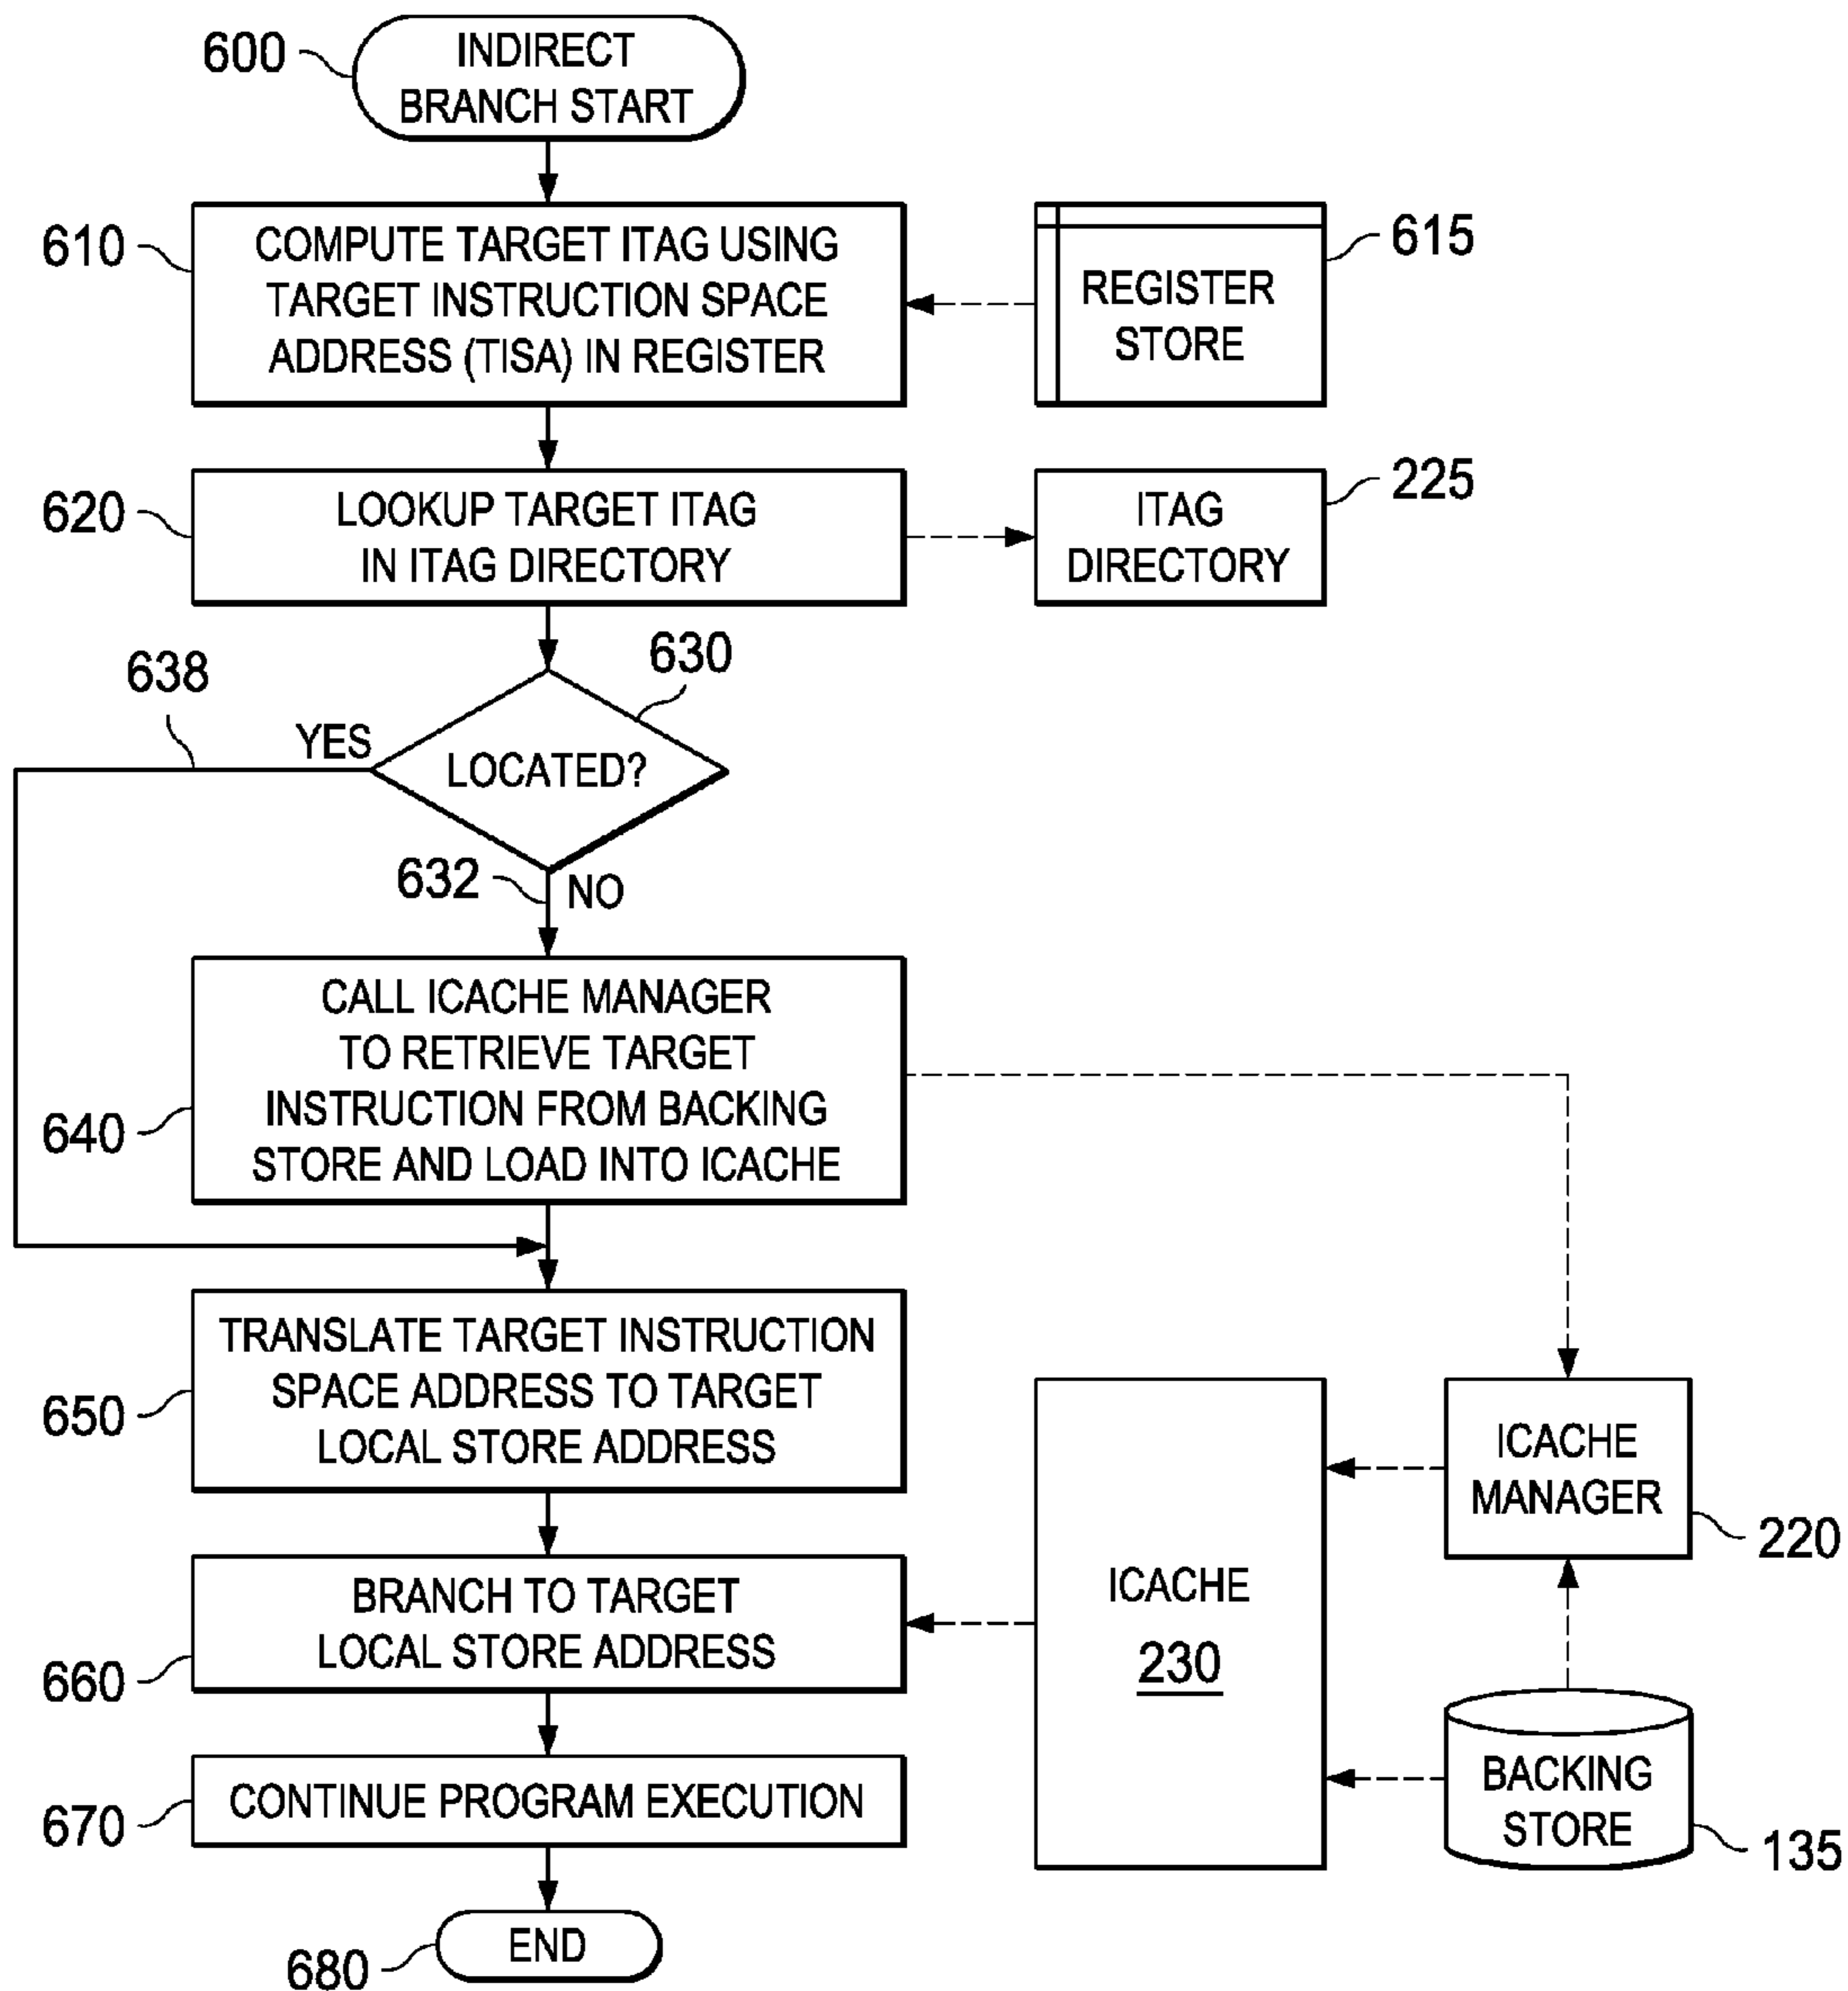 600
INDIRECT
BRANCH START
610
COMPUTE TARGET ITAG USING
TARGET INSTRUCTION SPACE
ADDRESS (TISA) IN REGISTER
REGISTER
STORE
615
620
LOOKUP TARGET ITAG
IN ITAG DIRECTORY
ITAG
DIRECTORY
225
638
YES
630
LOCATED?
632
NO
640
CALL ICACHE MANAGER
TO RETRIEVE TARGET
INSTRUCTION FROM BACKING
STORE AND LOAD INTO ICACHE
650
TRANSLATE TARGET INSTRUCTION
SPACE ADDRESS TO TARGET
LOCAL STORE ADDRESS
ICACHE
MANAGER
220
660
BRANCH TO TARGET
LOCAL STORE ADDRESS
ICACHE
230
670
CONTINUE PROGRAM EXECUTION
BACKING
STORE
135
680
END